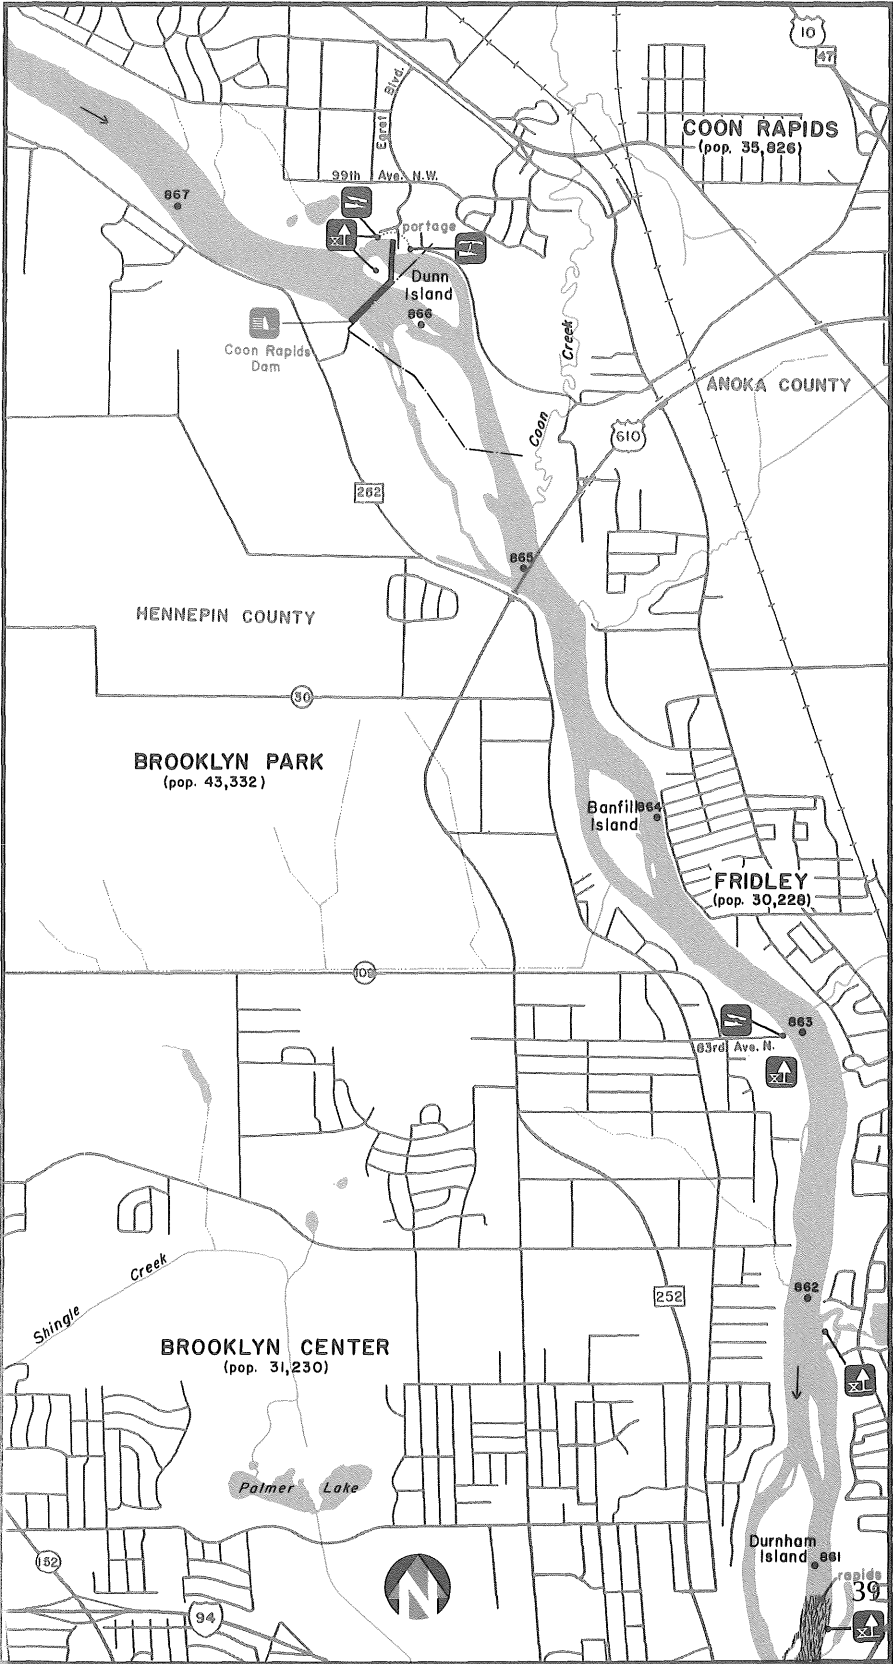 10
47
COON RAPIDS
(pop. 35,826)
Egret Blvd.
99th Ave. N.W.
867
portage
Dunn
Island
866
Coon Rapids
Dam
Coon Creek
ANOKA COUNTY
610
262
865
HENNEPIN COUNTY
30
BROOKLYN PARK
(pop. 43,332)
Banfill
Island
864
FRIDLEY
(pop. 30,228)
109
863
83rd Ave. N.
Shingle Creek
862
252
BROOKLYN CENTER
(pop. 31,230)
Palmer Lake
Durnham
Island
861
rapids
152
N
39
94